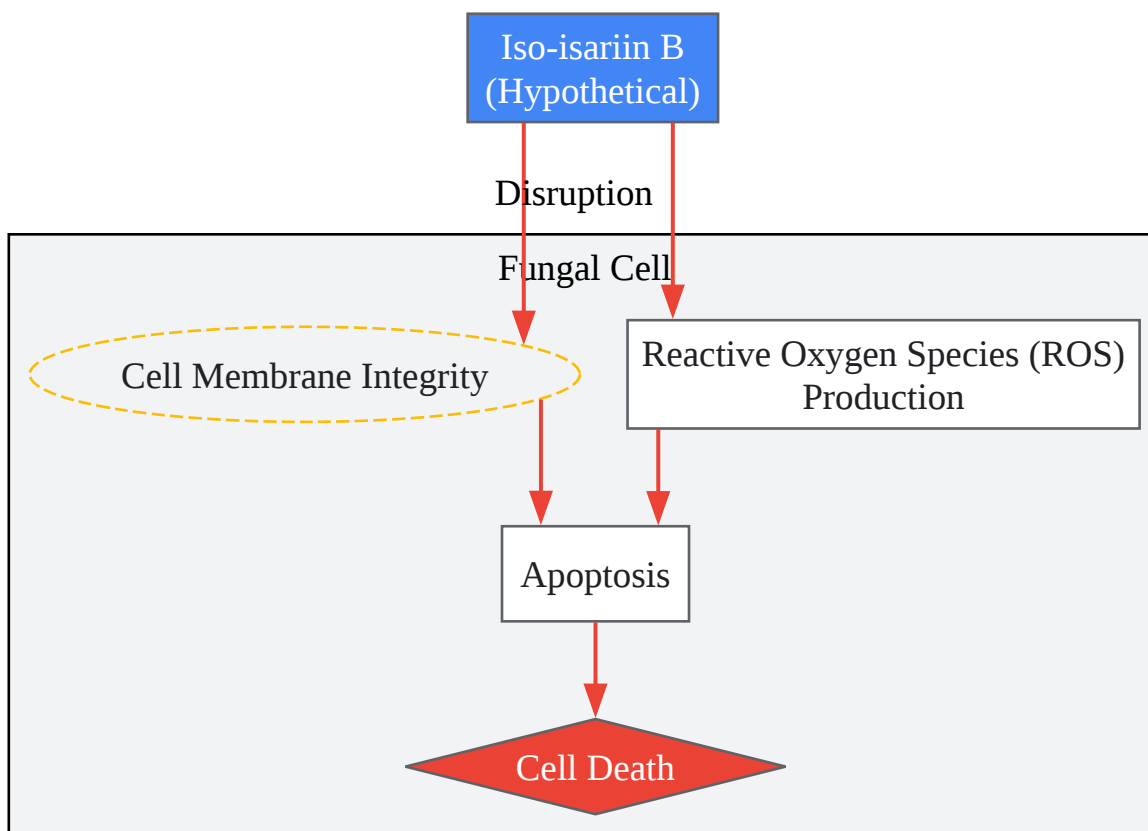 Iso-isariin B
(Hypothetical)
Disruption
Fungal Cell
Cell Membrane Integrity
Reactive Oxygen Species (ROS)
Production
Apoptosis
Cell Death